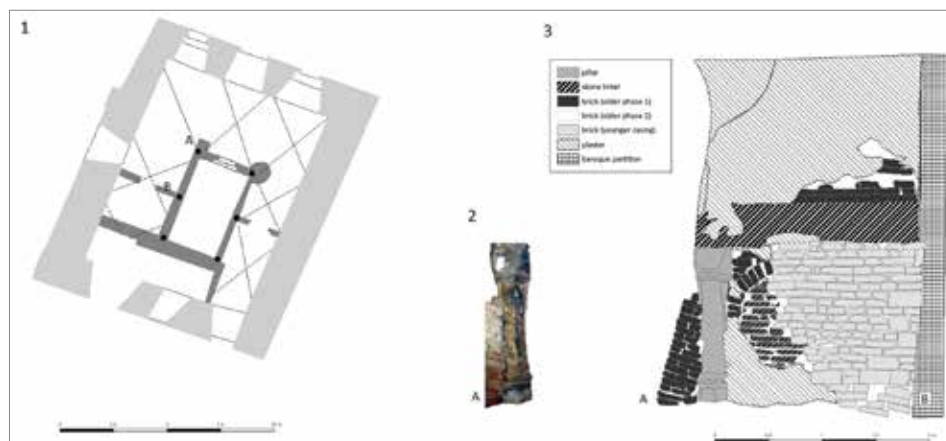 1
A
B
2
A
3
pillar
stone lintel
brick (older phase 1)
brick (older phase 2)
brick (younger casing)
plaster
baroque partition
A
B